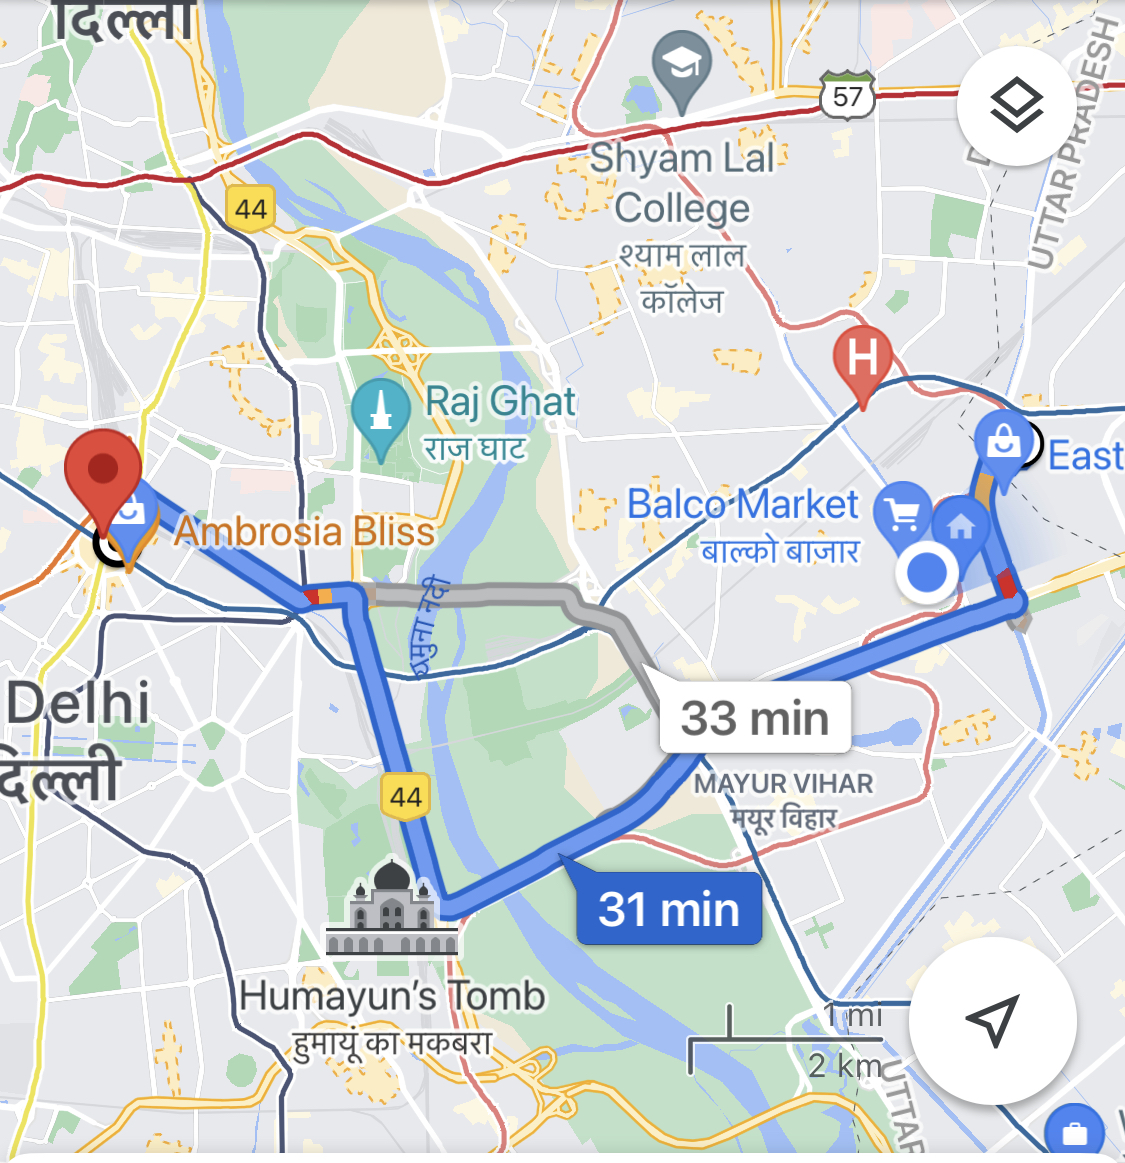 दिल्ली
57
UTTAR PRADESH
44
Shyam Lal
College
श्याम लाल
कॉलेज
H
Raj Ghat
राज घाट
East
Balco Market
बाल्को बाजार
Ambrosia Bliss
यमुना नदी
33 min
Delhi
दिल्ली
44
MAYUR VIHAR
मयूर विहार
31 min
Humayun's Tomb
हुमायूं का मकबरा
1 mi
2 km
UTTAR